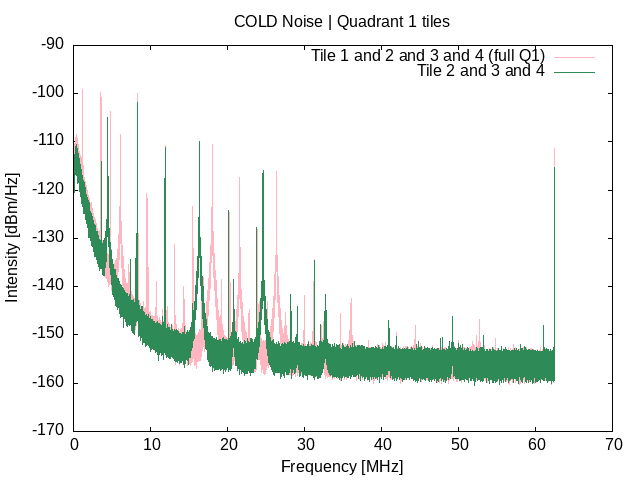 COLD Noise | Quadrant 1 tiles
Tile 1 and 2 and 3 and 4 (full Q1)
Tile 2 and 3 and 4
-90
-100
-110
-120
-130
-140
-150
-160
-170
Intensity [dBm/Hz]
0 10 20 30 40 50 60 70
Frequency [MHz]